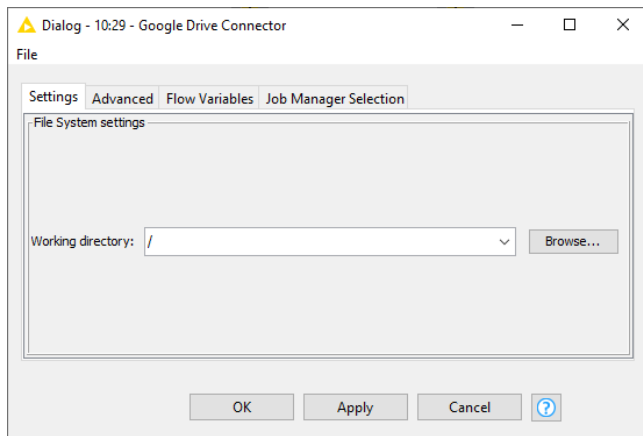 Dialog - 10:29 - Google Drive Connector
File
Settings Advanced Flow Variables Job Manager Selection
File System settings
Working directory: / Browse...
OK Apply Cancel ?